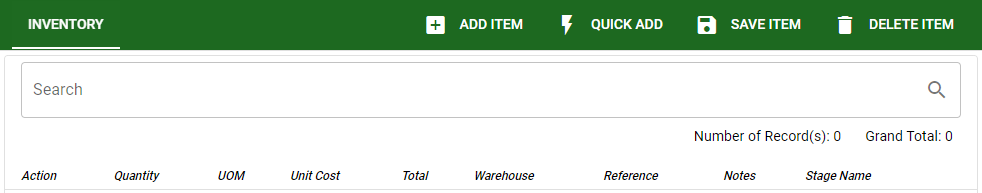 INVENTORY ADD ITEM QUICK ADD SAVE ITEM DELETE ITEM
Search
Number of Record(s): 0 Grand Total: 0
Action Quantity UOM Unit Cost Total Warehouse Reference Notes Stage Name